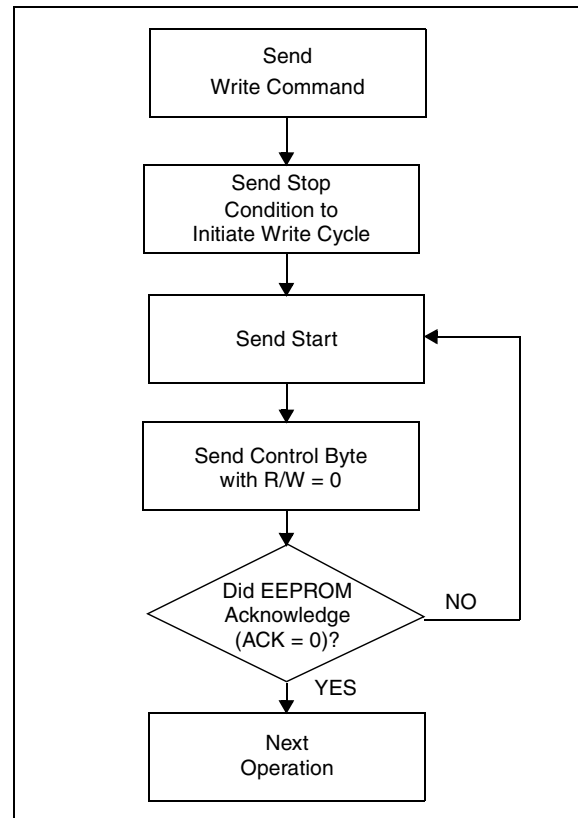 Send
Write Command
Send Stop
Condition to
Initiate Write Cycle
Send Start
Send Control Byte
with R/W = 0
Did EEPROM
Acknowledge
(ACK = 0)?
NO
YES
Next
Operation